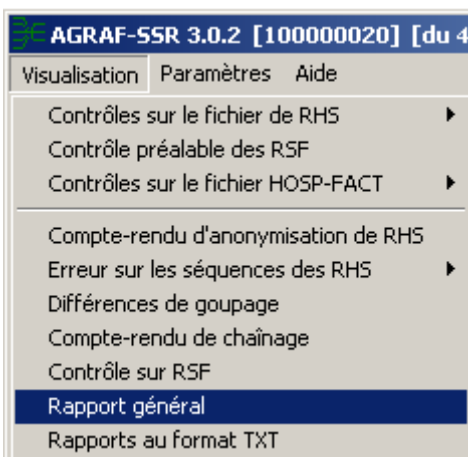 AGRAF-SSR 3.0.2 [100000020] [du 4
Visualisation Paramètres Aide
Contrôles sur le fichier de RHS
Contrôle préalable des RSF
Contrôles sur le fichier HOSP-FACT
Compte-rendu d'anonymisation de RHS
Erreur sur les séquences des RHS
Différences de goupage
Compte-rendu de chaînage
Contrôle sur RSF
Rapport général
Rapports au format TXT